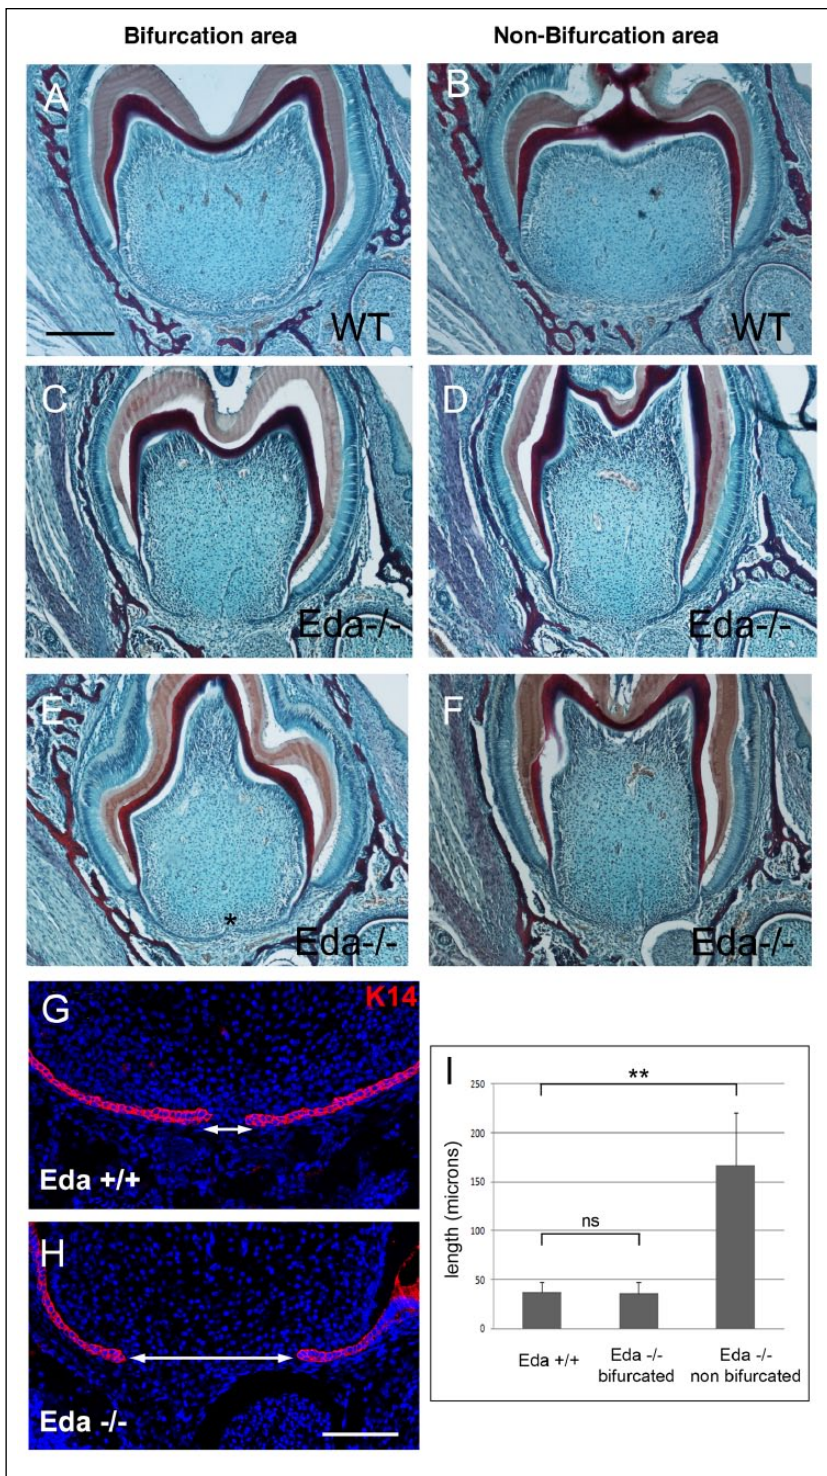 Bifurcation area
Non-Bifurcation area
A
WT
B
WT
C
Eda-/-
D
Eda-/-
E
*
Eda-/-
F
Eda-/-
G
K14
Eda +/+
H
Eda -/-
I
**
ns
length (microns)
250
200
150
100
50
0
Eda +/+
Eda -/-
bifurcated
Eda -/-
non bifurcated